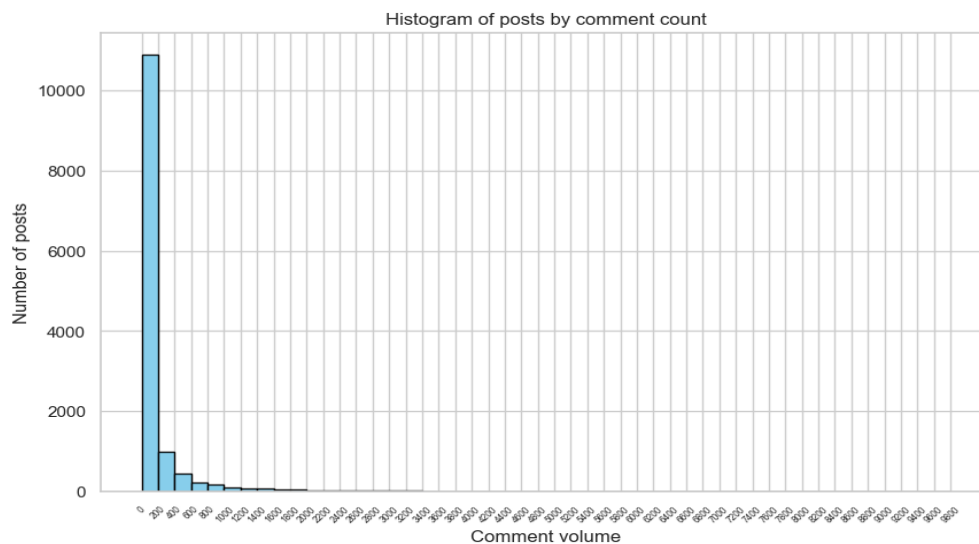 Histogram of posts by comment count
Number of posts
10000
8000
6000
4000
2000
0
0 200 400 600 800 1000 1200 1400 1600 1800 2000 2200 2400 2600 2800 3000 3200 3400 3600 3800 4000 4200 4400 4600 4800 5000 5200 5400 5600 5800 6000 6200 6400 6600 6800 7000 7200 7400 7600 7800 8000 8200 8400 8600 8800 9000 9200 9400 9600 9800
Comment volume